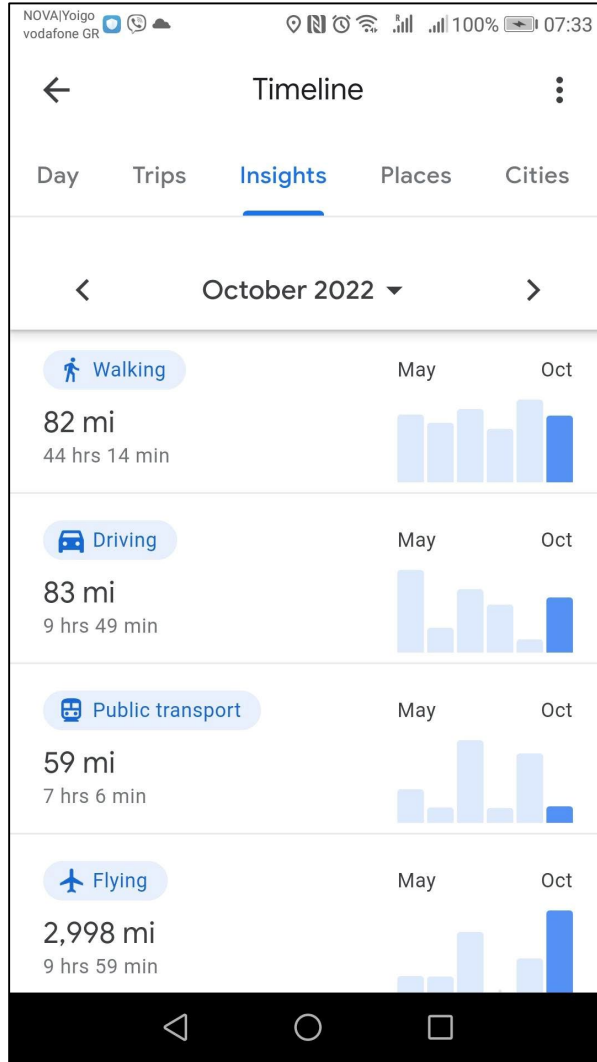 NOVA|Yoigo
vodafone GR
R 100% 07:33
Timeline
Day Trips Insights Places Cities
October 2022
Walking May Oct
82 mi
44 hrs 14 min
Driving May Oct
83 mi
9 hrs 49 min
Public transport May Oct
59 mi
7 hrs 6 min
Flying May Oct
2,998 mi
9 hrs 59 min